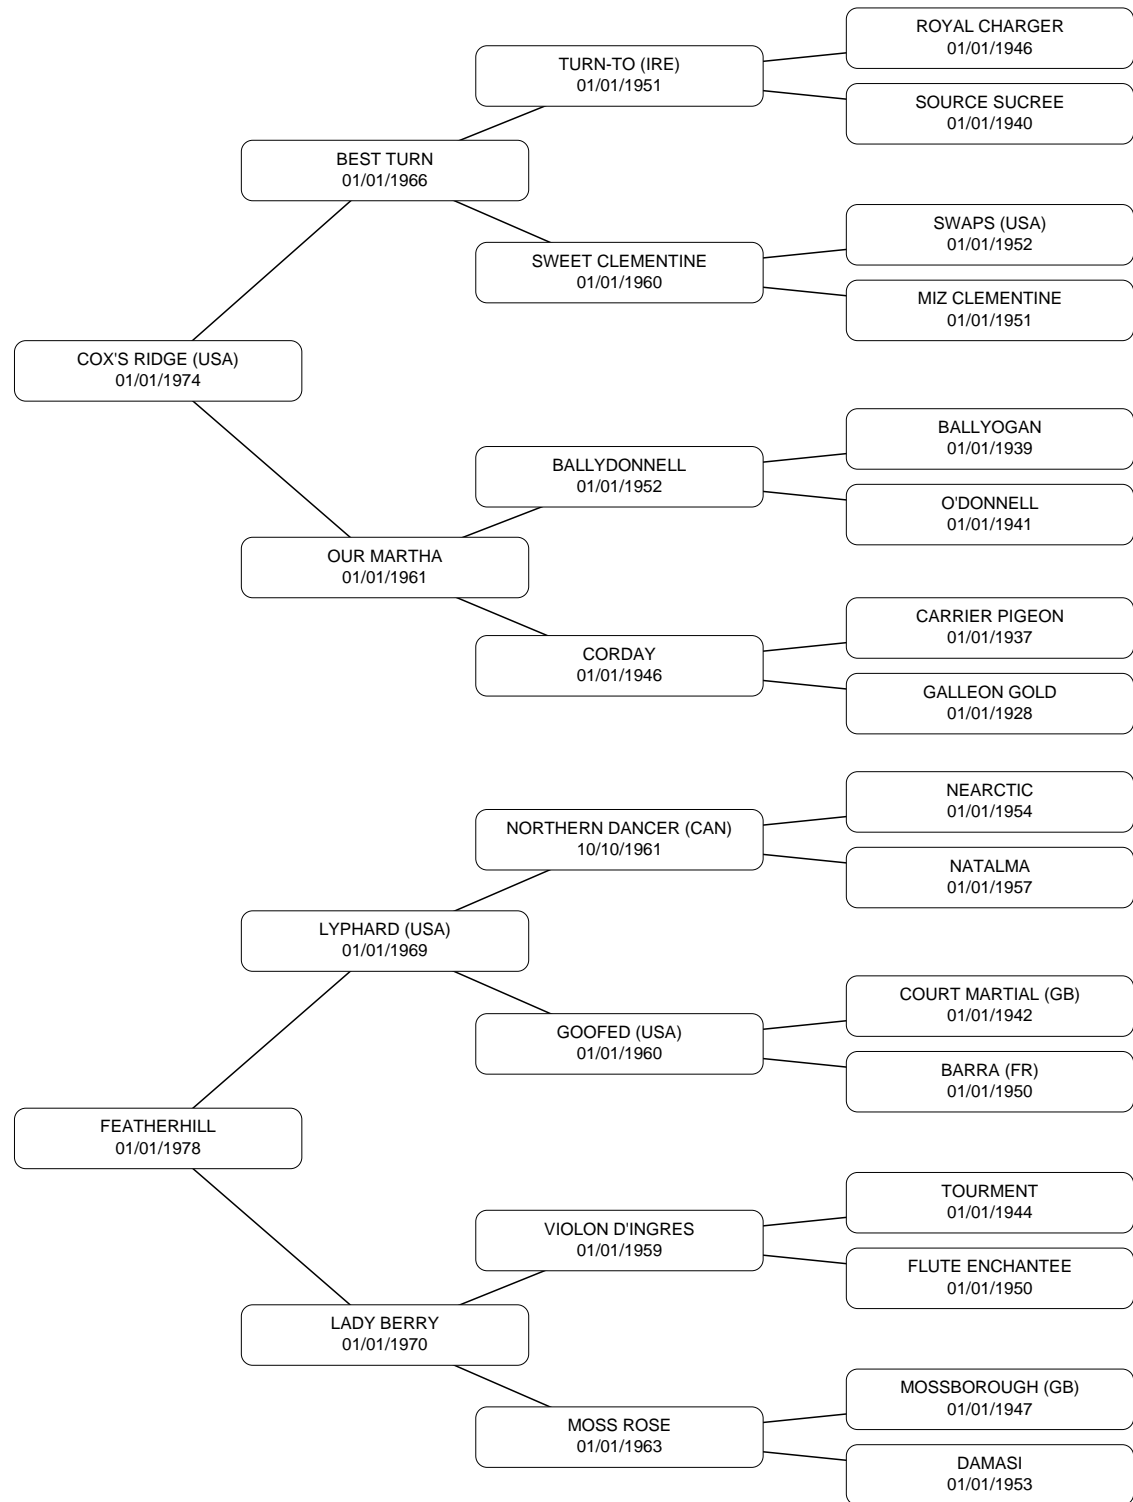 ROYAL CHARGER
01/01/1946
TURN-TO (IRE)
01/01/1951
SOURCE SUCREE
01/01/1940
BEST TURN
01/01/1966
SWAPS (USA)
01/01/1952
SWEET CLEMENTINE
01/01/1960
MIZ CLEMENTINE
01/01/1951
COX'S RIDGE (USA)
01/01/1974
BALLYOGAN
01/01/1939
BALLYDONNELL
01/01/1952
O'DONNELL
01/01/1941
OUR MARTHA
01/01/1961
CARRIER PIGEON
01/01/1937
CORDAY
01/01/1946
GALLEON GOLD
01/01/1928
NEARCTIC
01/01/1954
NORTHERN DANCER (CAN)
10/10/1961
NATALMA
01/01/1957
LYPHARD (USA)
01/01/1969
COURT MARTIAL (GB)
01/01/1942
GOOFED (USA)
01/01/1960
BARRA (FR)
01/01/1950
FEATHERHILL
01/01/1978
TOURMENT
01/01/1944
VIOLON D'INGRES
01/01/1959
FLUTE ENCHANTEE
01/01/1950
LADY BERRY
01/01/1970
MOSSBOROUGH (GB)
01/01/1947
MOSS ROSE
01/01/1963
DAMASI
01/01/1953